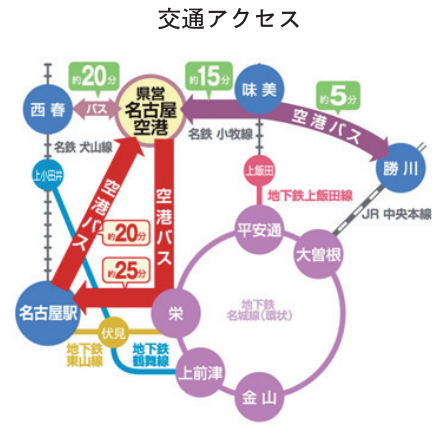 交通アクセス
約20分
約15分
約5分
西春
バス
県営
名古屋
空港
味美
空港バス
名鉄 犬山線
名鉄 小牧線
勝川
上小田井
上飯田
地下鉄上飯田線
空港バス
空港バス
JR 中央本線
平安通
大曽根
約20分
約25分
名古屋駅
栄
地下鉄
名城線(環状)
伏見
地下鉄
東山線
地下鉄
鶴舞線
上前津
金山